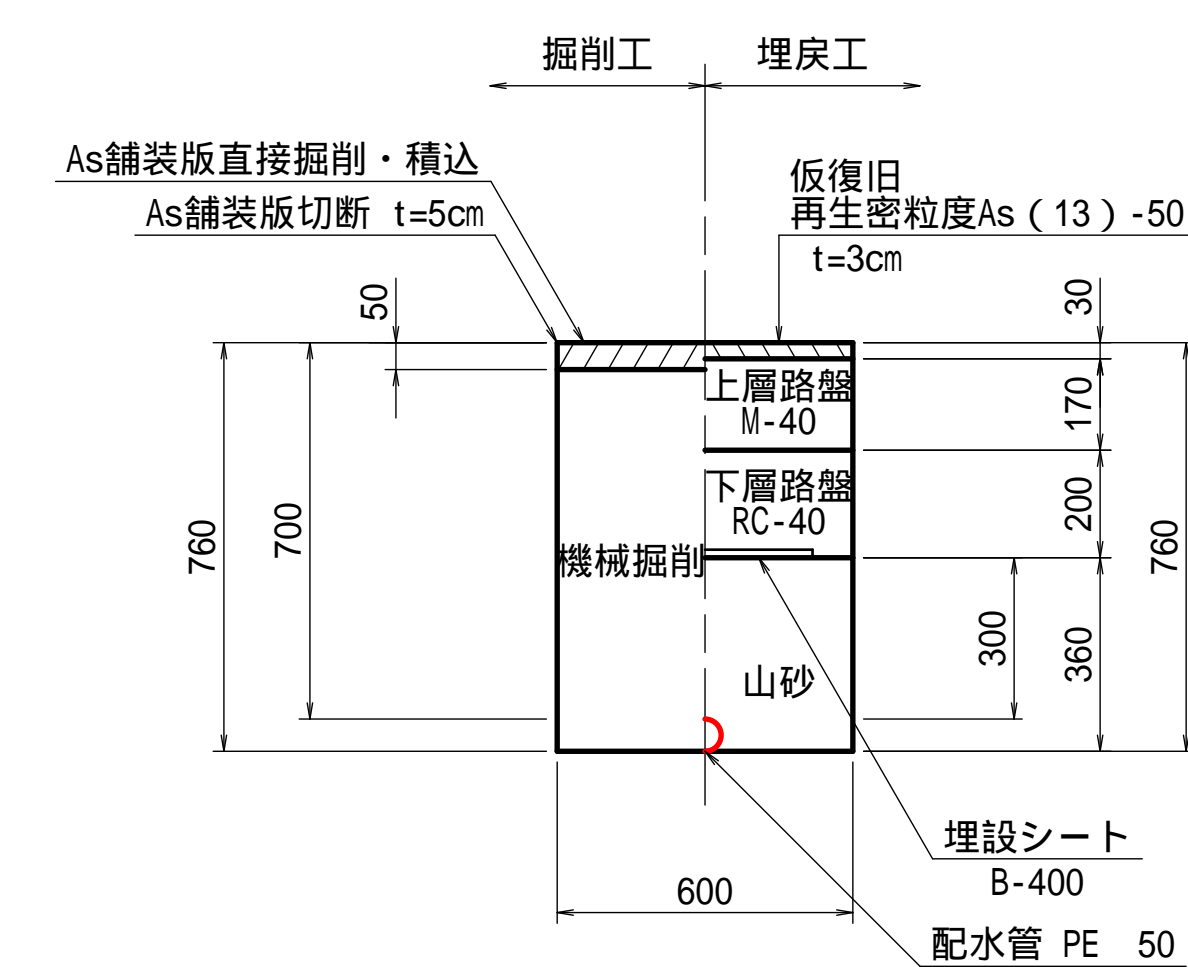 掘削工
埋戻工
As舗装版直接掘削・積込
As舗装版切断 t=5cm
仮復旧
再生密粒度As（13）-50
t=3cm
50
30
上層路盤
M-40
170
下層路盤
RC-40
200
760
700
機械掘削
760
300
360
山砂
埋設シート
B-400
600
配水管 PE 50